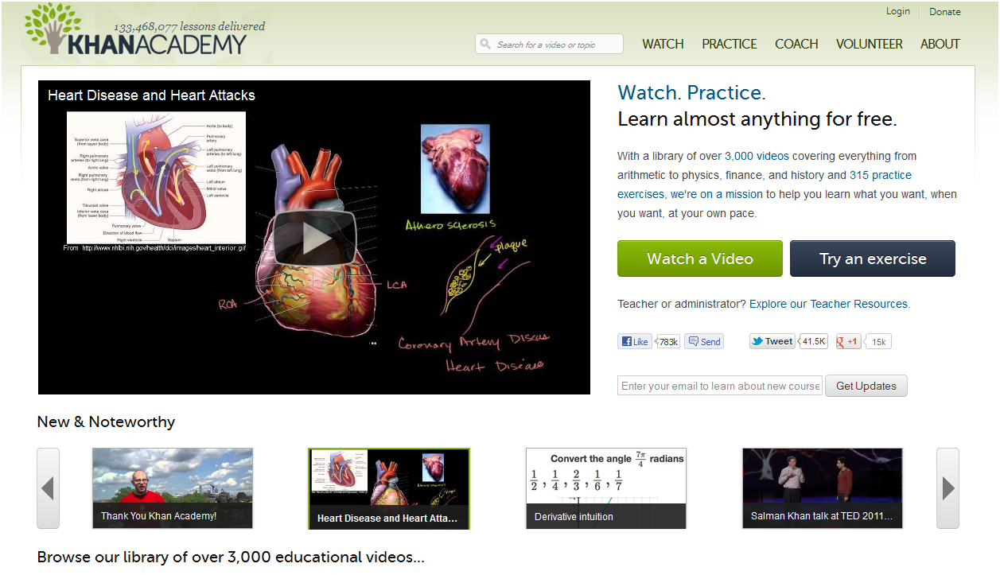 Login
Donate
133,468,077 lessons delivered
KHANACADEMY
Search for a video or topic
WATCH
PRACTICE
COACH
VOLUNTEER
ABOUT
Heart Disease and Heart Attacks
Aorta (to body)
Superior vena cava
(from upper body)
Pulmonary
artery
Left pulmonary
arteries (to left lung)
Right pulmonary
arteries (to right lung)
Left pulmonary
veins (from left lung)
Aortic valve
Right pulmonary
veins (from right lung)
Left atrium
Mitral valve
Right atrium
Left ventricle
Tricuspid valve
Inferior vena cava
(from lower body)
Pulmonary valve
Direction of blood flow
Right ventricle
Septum
From http://www.nhlbi.nih.gov/health/dci/images/heart_interior.gif
Atherosclerosis
plaque
LCA
RCA
Coronary Artery Diseas
Heart Disease
Watch. Practice.
Learn almost anything for free.
With a library of over 3,000 videos covering everything from
arithmetic to physics, finance, and history and 315 practice
exercises, we're on a mission to help you learn what you want, when
you want, at your own pace.
Watch a Video
Try an exercise
Teacher or administrator? Explore our Teacher Resources.
Like
783k
Send
Tweet
41.5K
+1
15k
Enter your email to learn about new course
Get Updates
New & Noteworthy
Thank You Khan Academy!
Heart Disease and Heart Atta...
Convert the angle 7π/4 radians
1/2, 1/4, 2/3, 1/6, 1/7
Derivative intuition
Salman Khan talk at TED 2011...
Browse our library of over 3,000 educational videos...